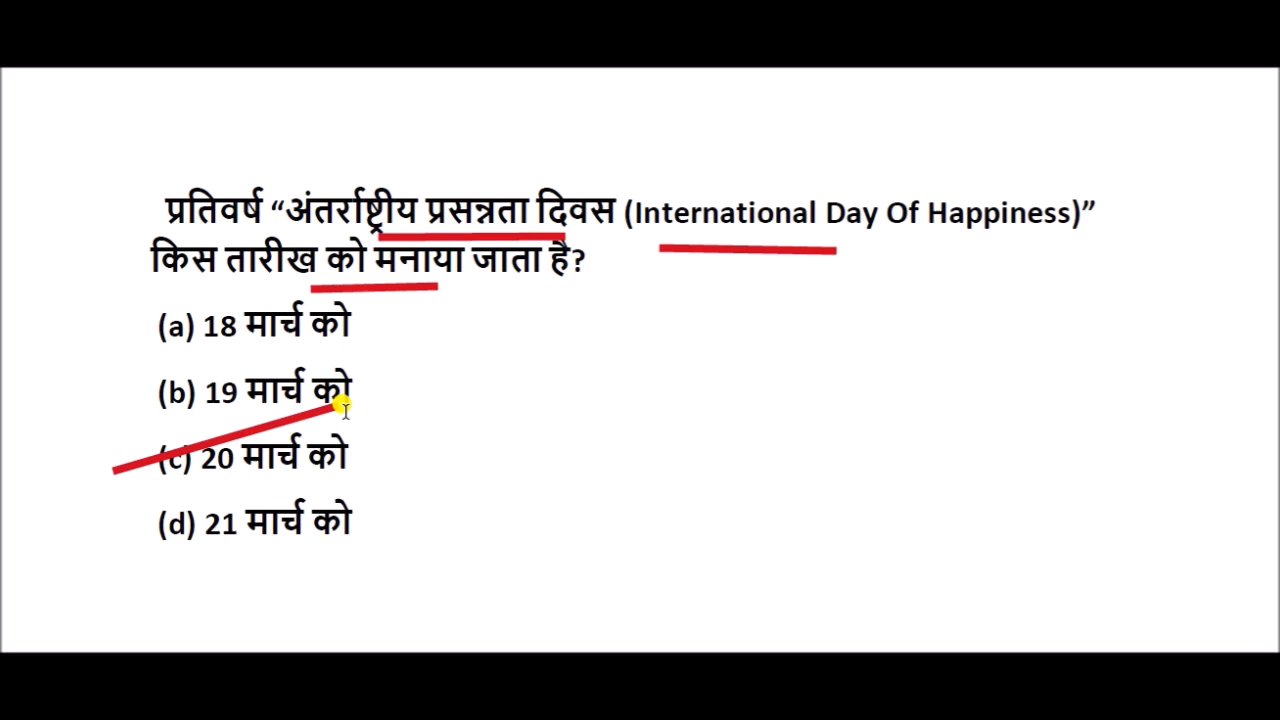 प्रतिवर्ष “अंतर्राष्ट्रीय प्रसन्नता दिवस (International Day Of Happiness)”
किस तारीख को मनाया जाता है?
(a) 18 मार्च को
(b) 19 मार्च को
(c) 20 मार्च को
(d) 21 मार्च को